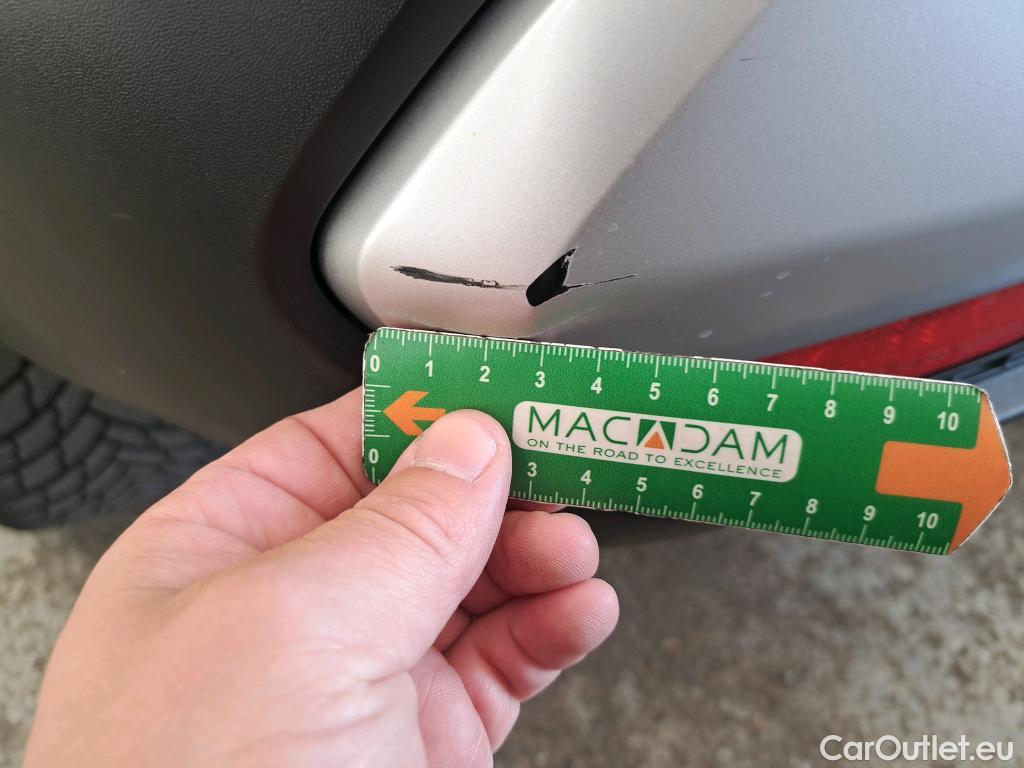 0 1 2 3 4 5 6 7 8 9 10
MACADAM
ON THE ROAD TO EXCELLENCE
0 3 4 5 6 7 8 9 10
CarOutlet.eu